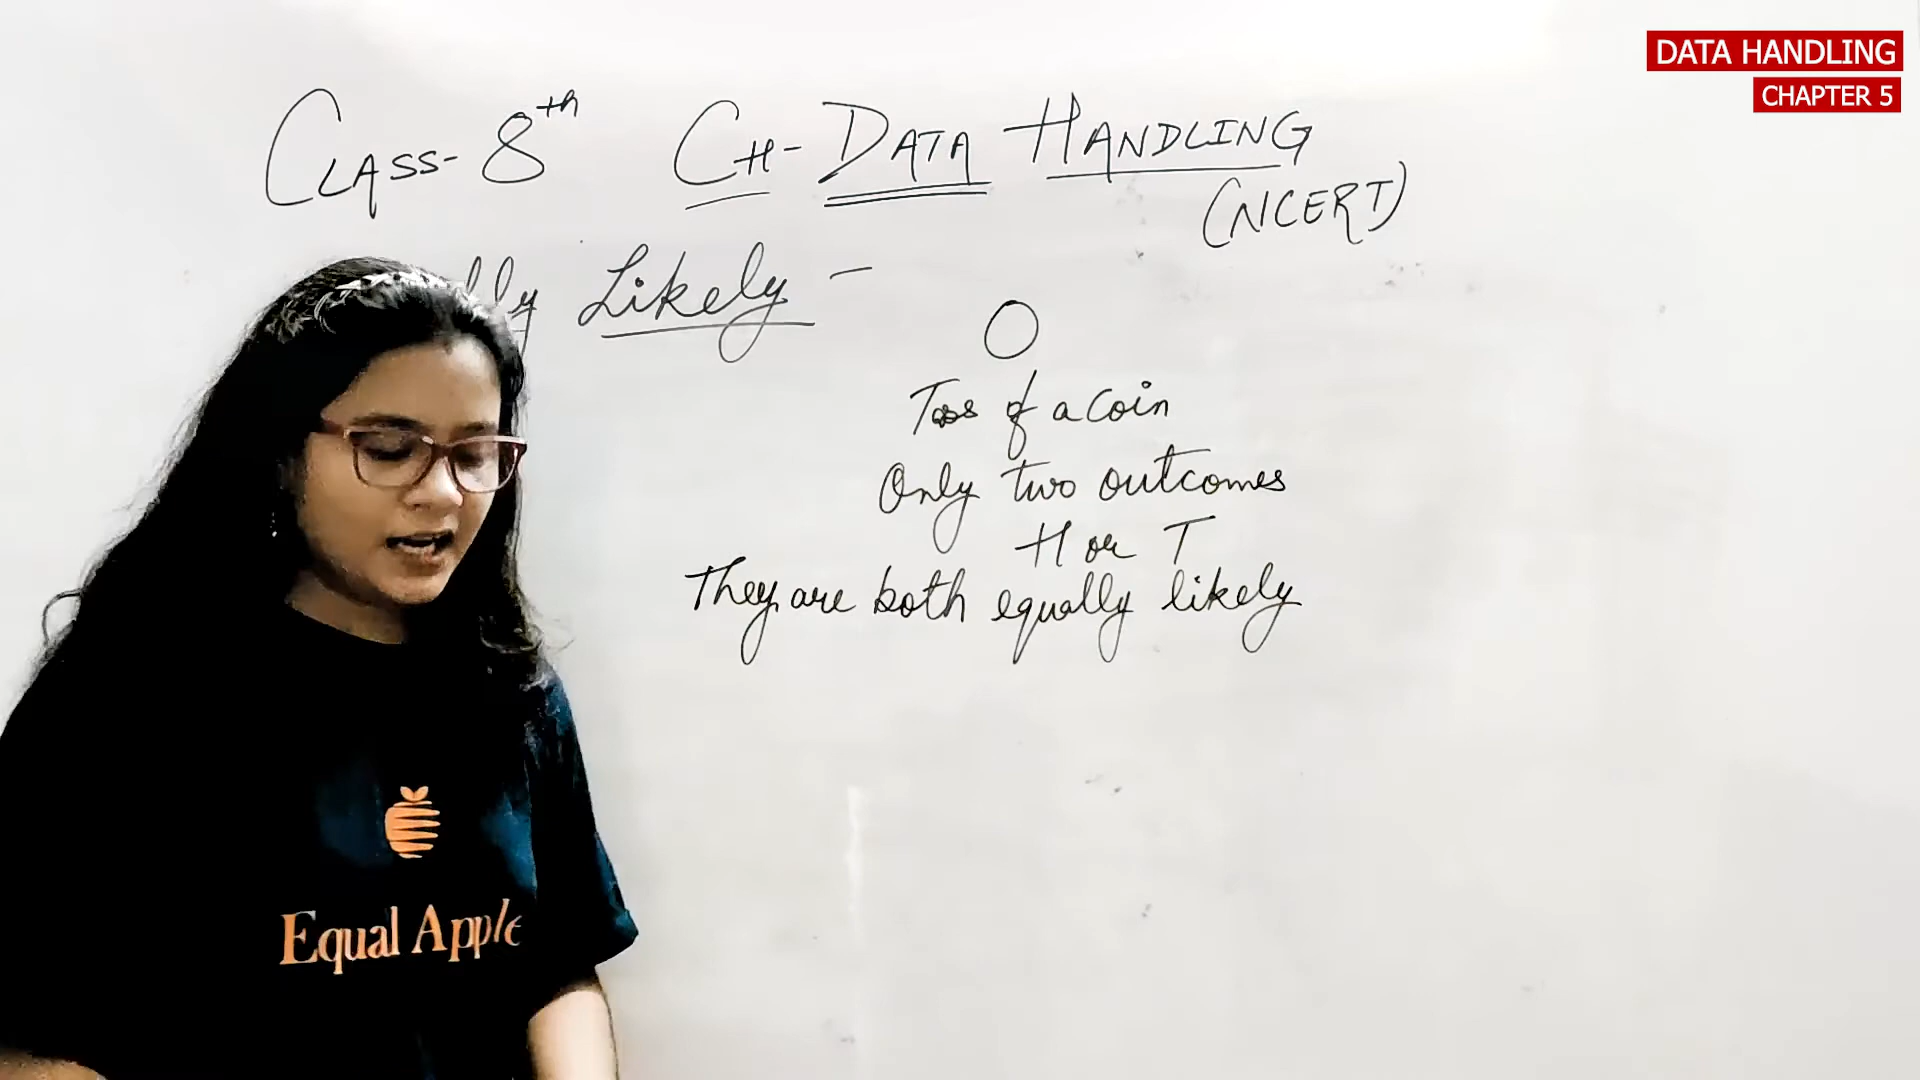 DATA HANDLING
CHAPTER 5
CLASS-8th CH-DATA HANDLING
(NCERT)
lly Likely -
Toss of a coin
Only two outcomes
H or T
They are both equally likely
Equal Apple